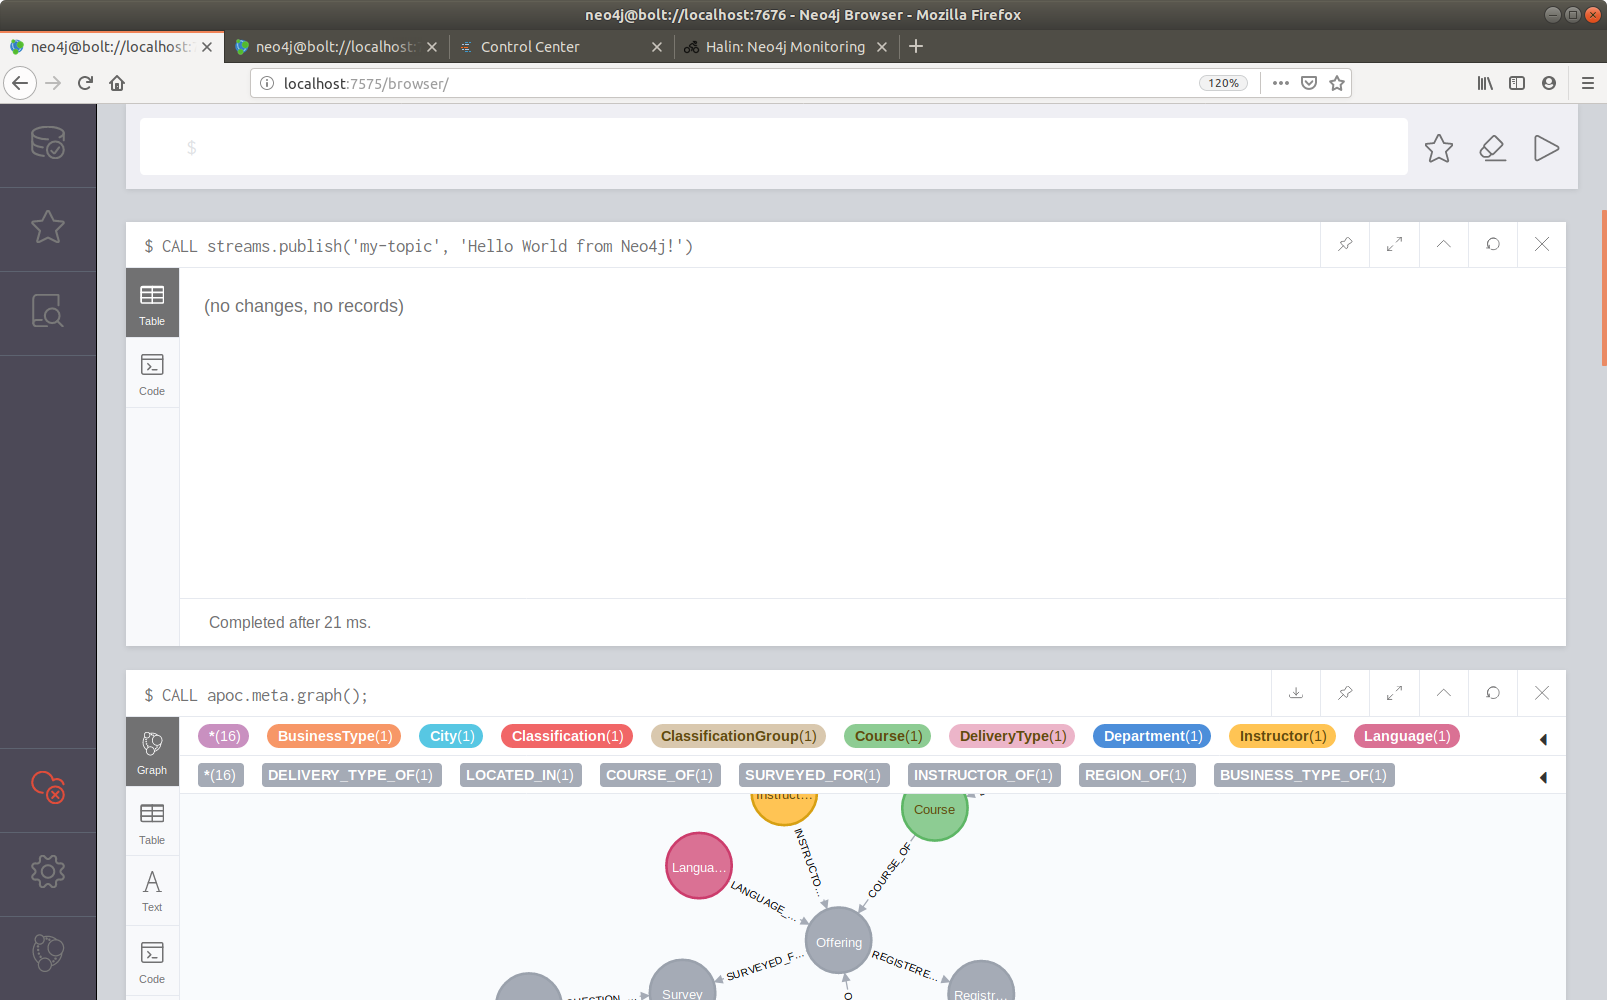 neo4j@bolt://localhost:7676 - Neo4j Browser - Mozilla Firefox
neo4j@bolt://localhost: neo4j@bolt://localhost: Control Center Halin: Neo4j Monitoring
localhost:7575/browser/ 120%
$
$ CALL streams.publish('my-topic', 'Hello World from Neo4j!')
Table
(no changes, no records)
Code
Completed after 21 ms.
$ CALL apoc.meta.graph();
Graph
*(16) BusinessType(1) City(1) Classification(1) ClassificationGroup(1) Course(1) DeliveryType(1) Department(1) Instructor(1) Language(1)
*(16) DELIVERY_TYPE_OF(1) LOCATED_IN(1) COURSE_OF(1) SURVEYED_FOR(1) INSTRUCTOR_OF(1) REGION_OF(1) BUSINESS_TYPE_OF(1)
Table
Text
Code
Instruct...
Course
Langua...
INSTRUCTO...
COURSE_OF
LANGUAGE_...
Offering
SURVEYED_F...
REGISTERE...
Survey
Registr...